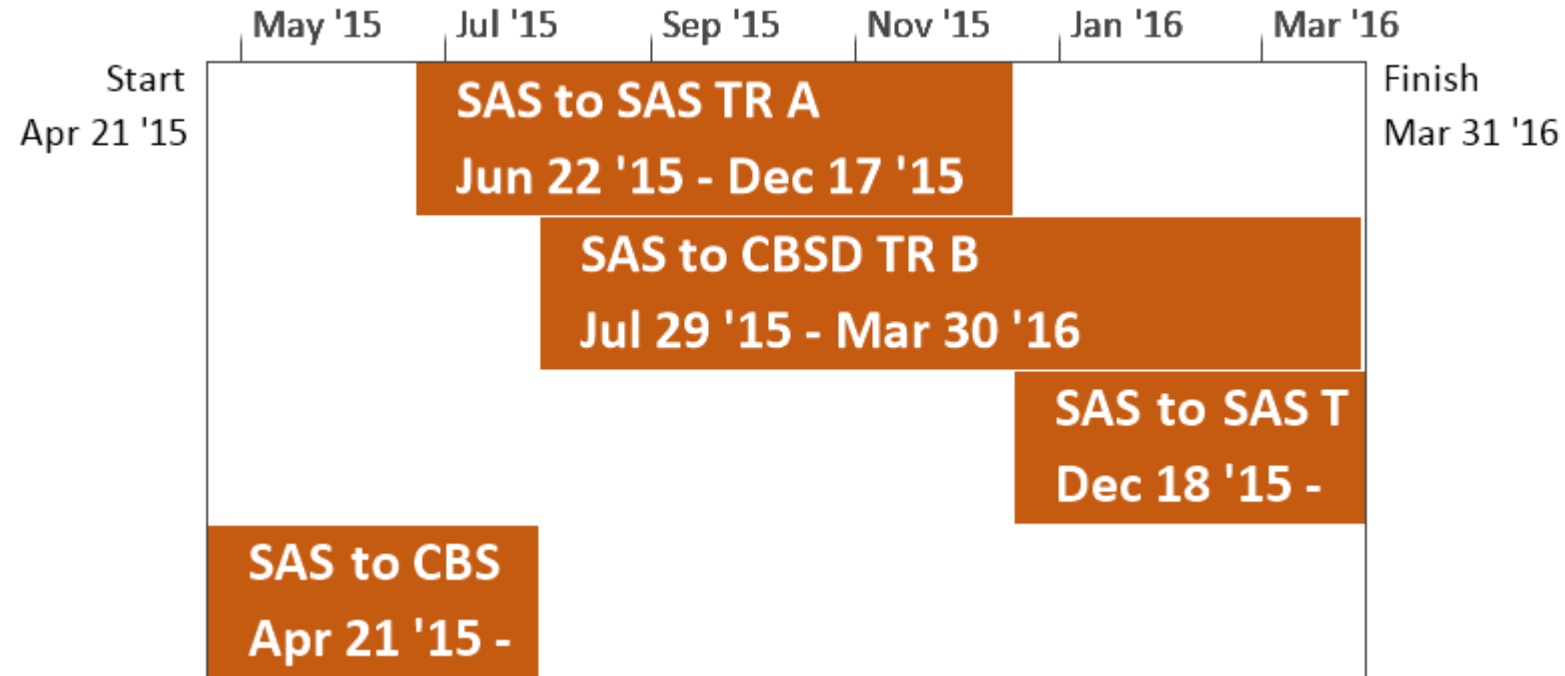 May '15 Jul '15 Sep '15 Nov '15 Jan '16 Mar '16
Start
Apr 21 '15
Finish
Mar 31 '16
SAS to SAS TR A
Jun 22 '15 - Dec 17 '15
SAS to CBSD TR B
Jul 29 '15 - Mar 30 '16
SAS to SAS T
Dec 18 '15 -
SAS to CBS
Apr 21 '15 -